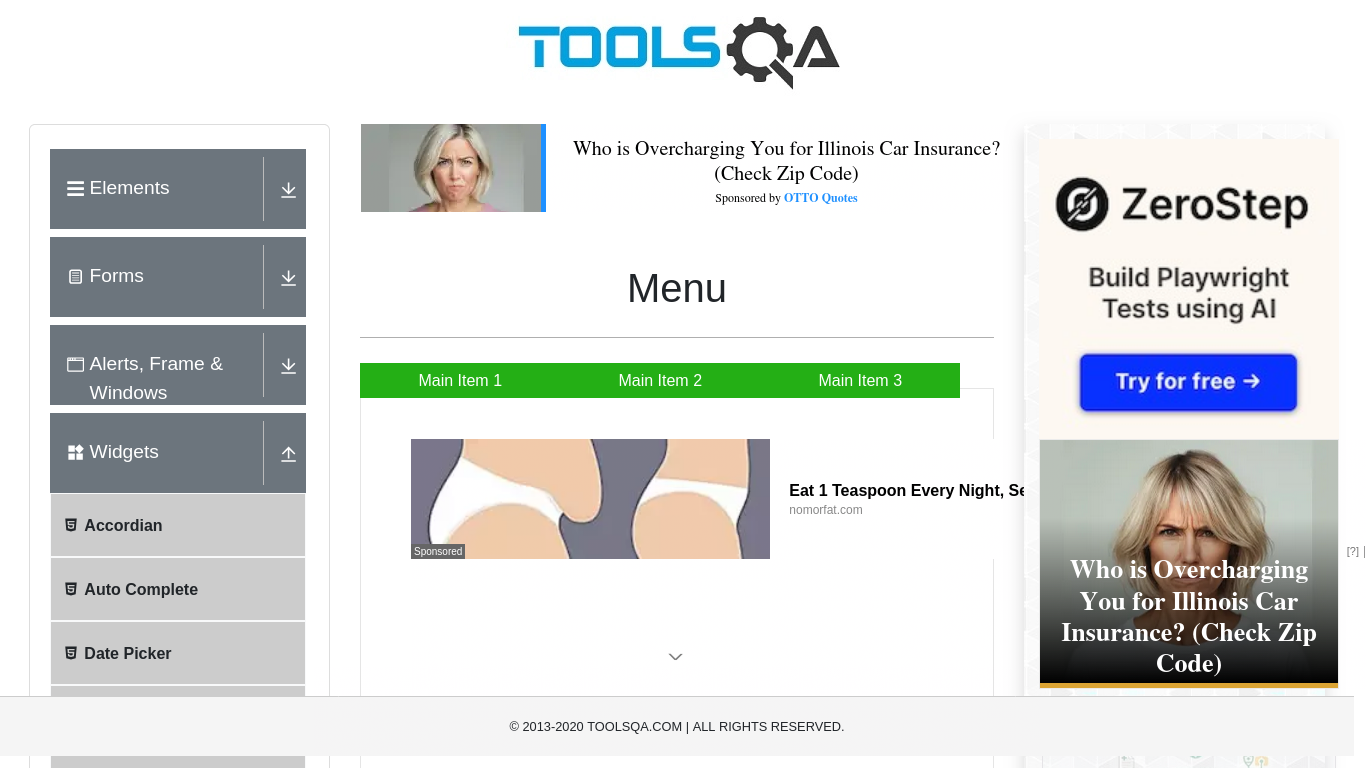 TOOLSQA
Elements
Forms
Alerts, Frame &
Windows
Widgets
Accordian
Auto Complete
Date Picker
Who is Overcharging You for Illinois Car Insurance?
(Check Zip Code)
Sponsored by OTTO Quotes
Menu
Main Item 1
Main Item 2
Main Item 3
Sponsored
Eat 1 Teaspoon Every Night, Se
nomorfat.com
ZeroStep
Build Playwright
Tests using AI
Try for free →
Who is Overcharging
You for Illinois Car
Insurance? (Check Zip
Code)
[?]
© 2013-2020 TOOLSQA.COM | ALL RIGHTS RESERVED.